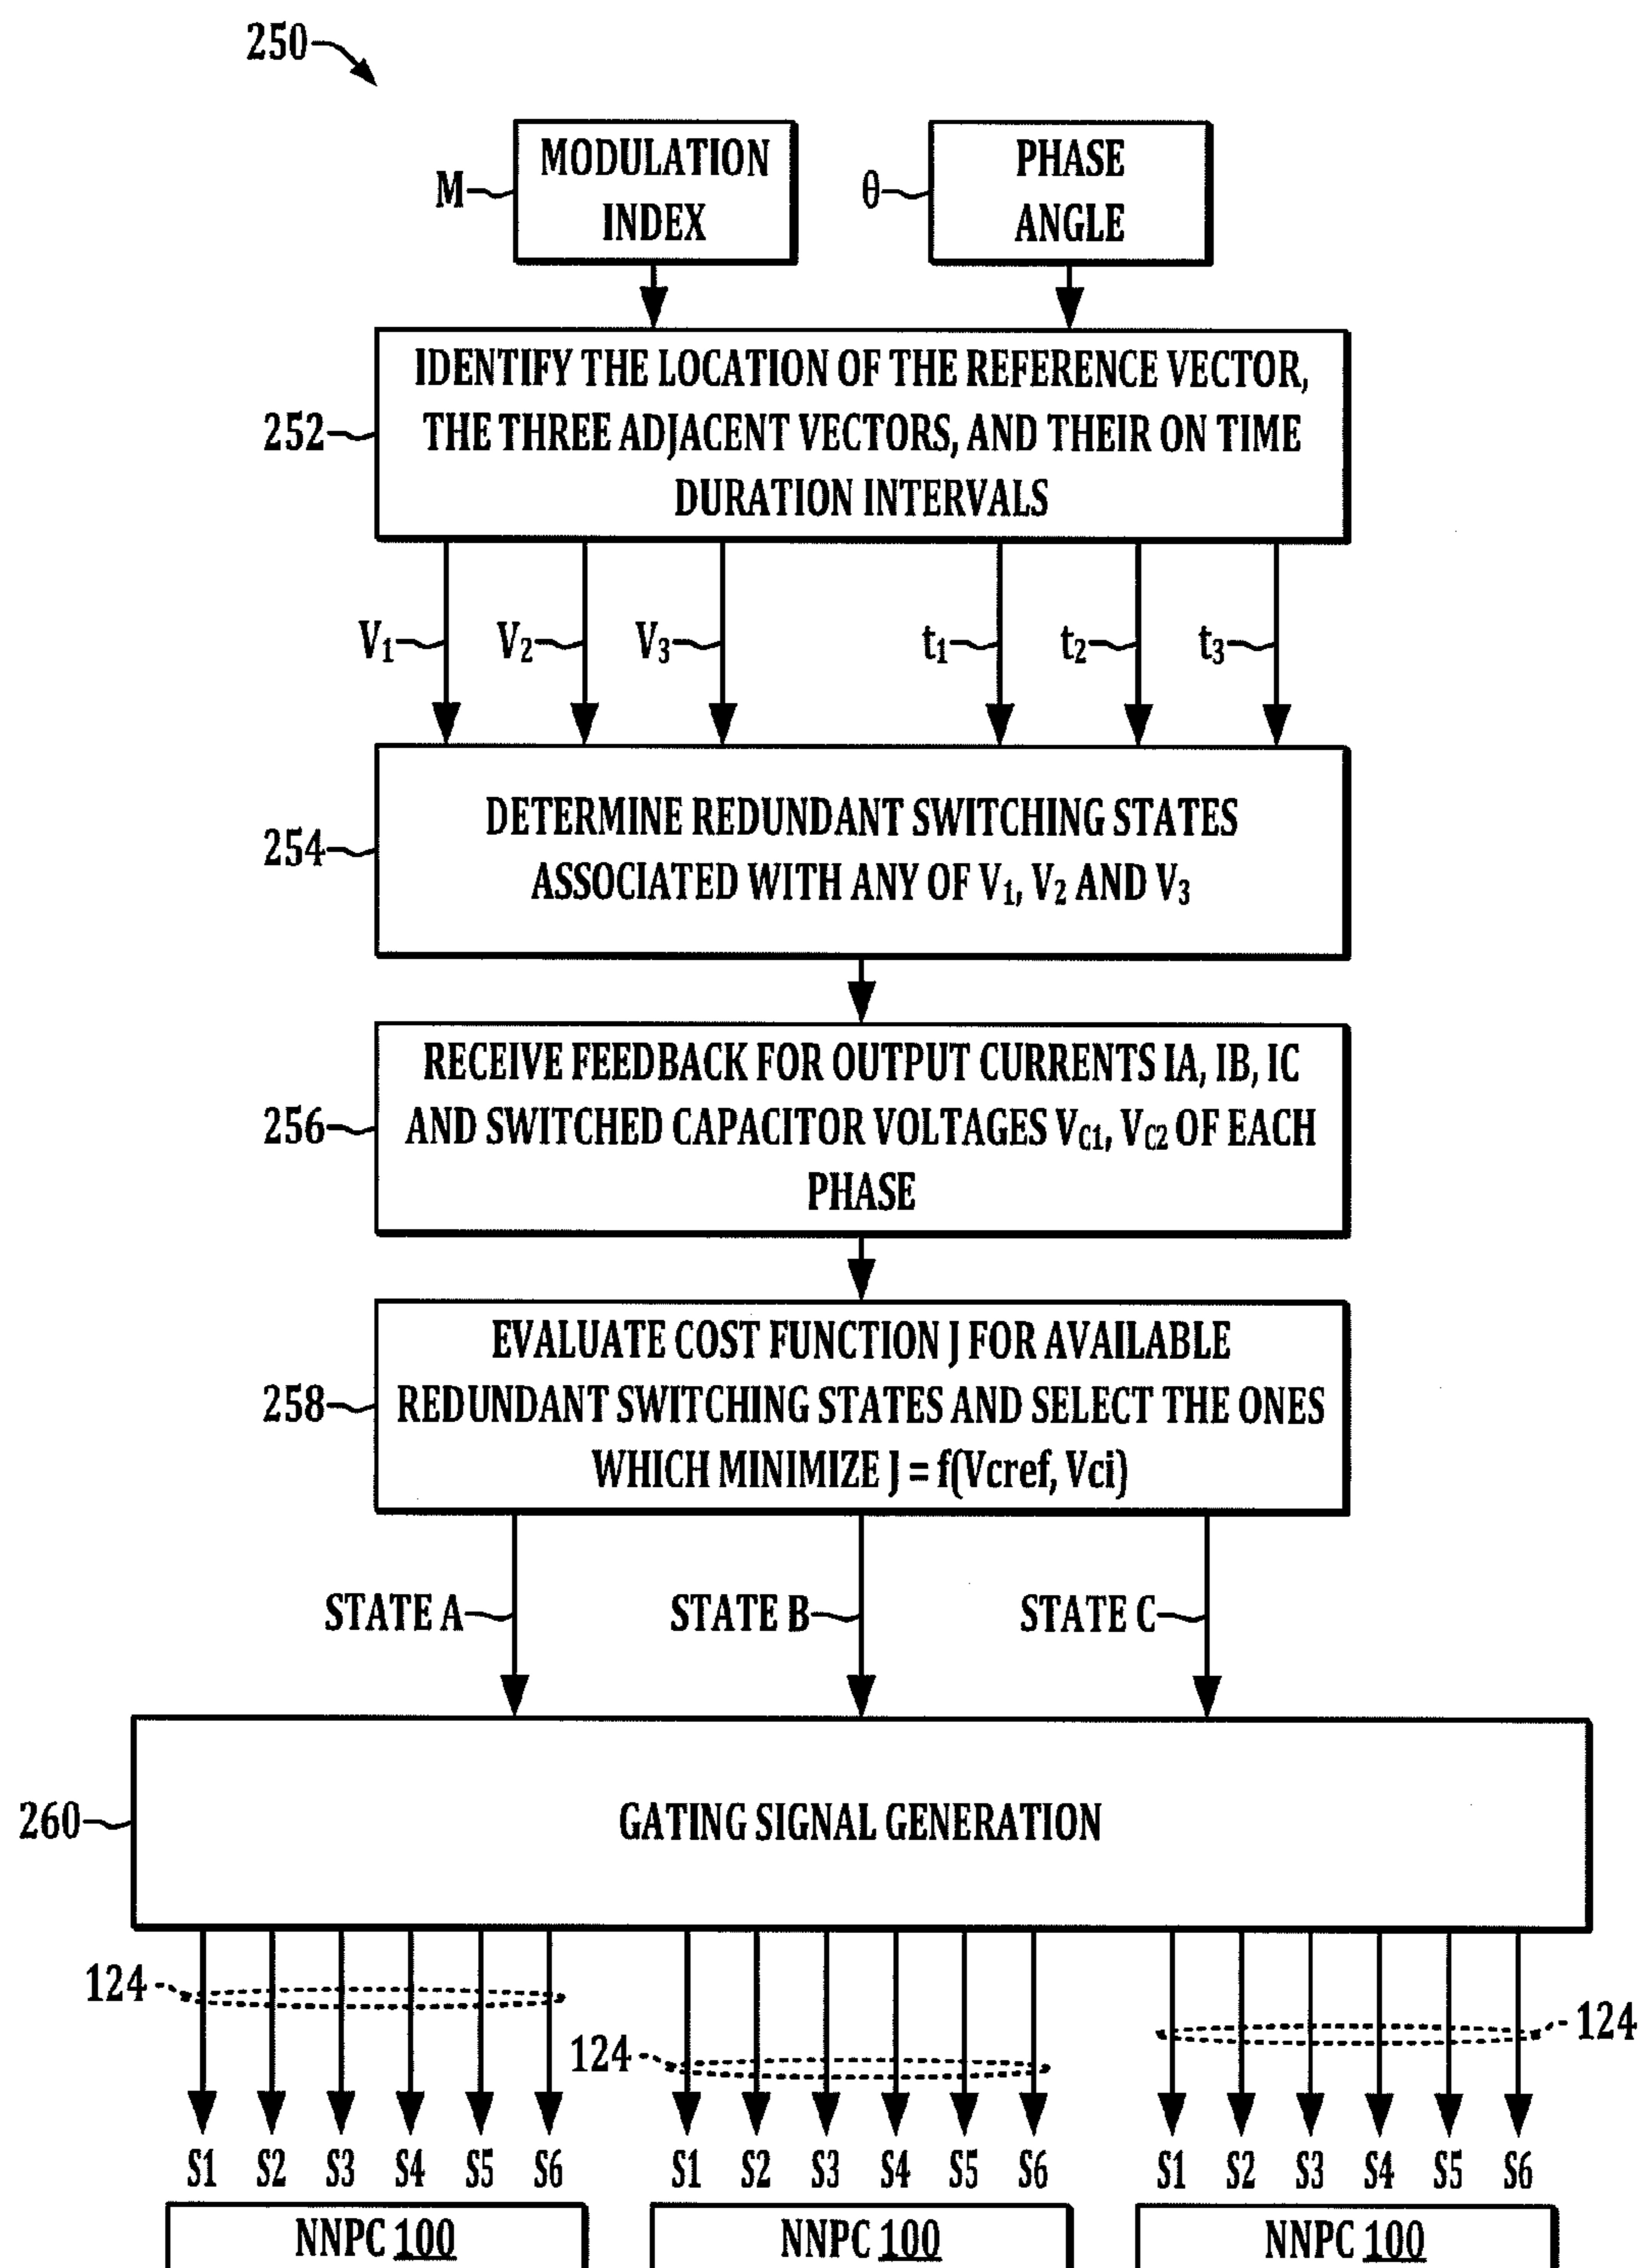 250
MODULATION
INDEX
M
PHASE
ANGLE
θ
IDENTIFY THE LOCATION OF THE REFERENCE VECTOR,
THE THREE ADJACENT VECTORS, AND THEIR ON TIME
DURATION INTERVALS
252
V₁
V₂
V₃
t₁
t₂
t₃
DETERMINE REDUNDANT SWITCHING STATES
ASSOCIATED WITH ANY OF V₁, V₂ AND V₃
254
RECEIVE FEEDBACK FOR OUTPUT CURRENTS IA, IB, IC
AND SWITCHED CAPACITOR VOLTAGES V_C1, V_C2 OF EACH
PHASE
256
EVALUATE COST FUNCTION J FOR AVAILABLE
REDUNDANT SWITCHING STATES AND SELECT THE ONES
WHICH MINIMIZE J = f(Vcref, Vci)
258
STATE A
STATE B
STATE C
GATING SIGNAL GENERATION
260
124
124
124
S1 S2 S3 S4 S5 S6
S1 S2 S3 S4 S5 S6
S1 S2 S3 S4 S5 S6
NNPC 100
NNPC 100
NNPC 100